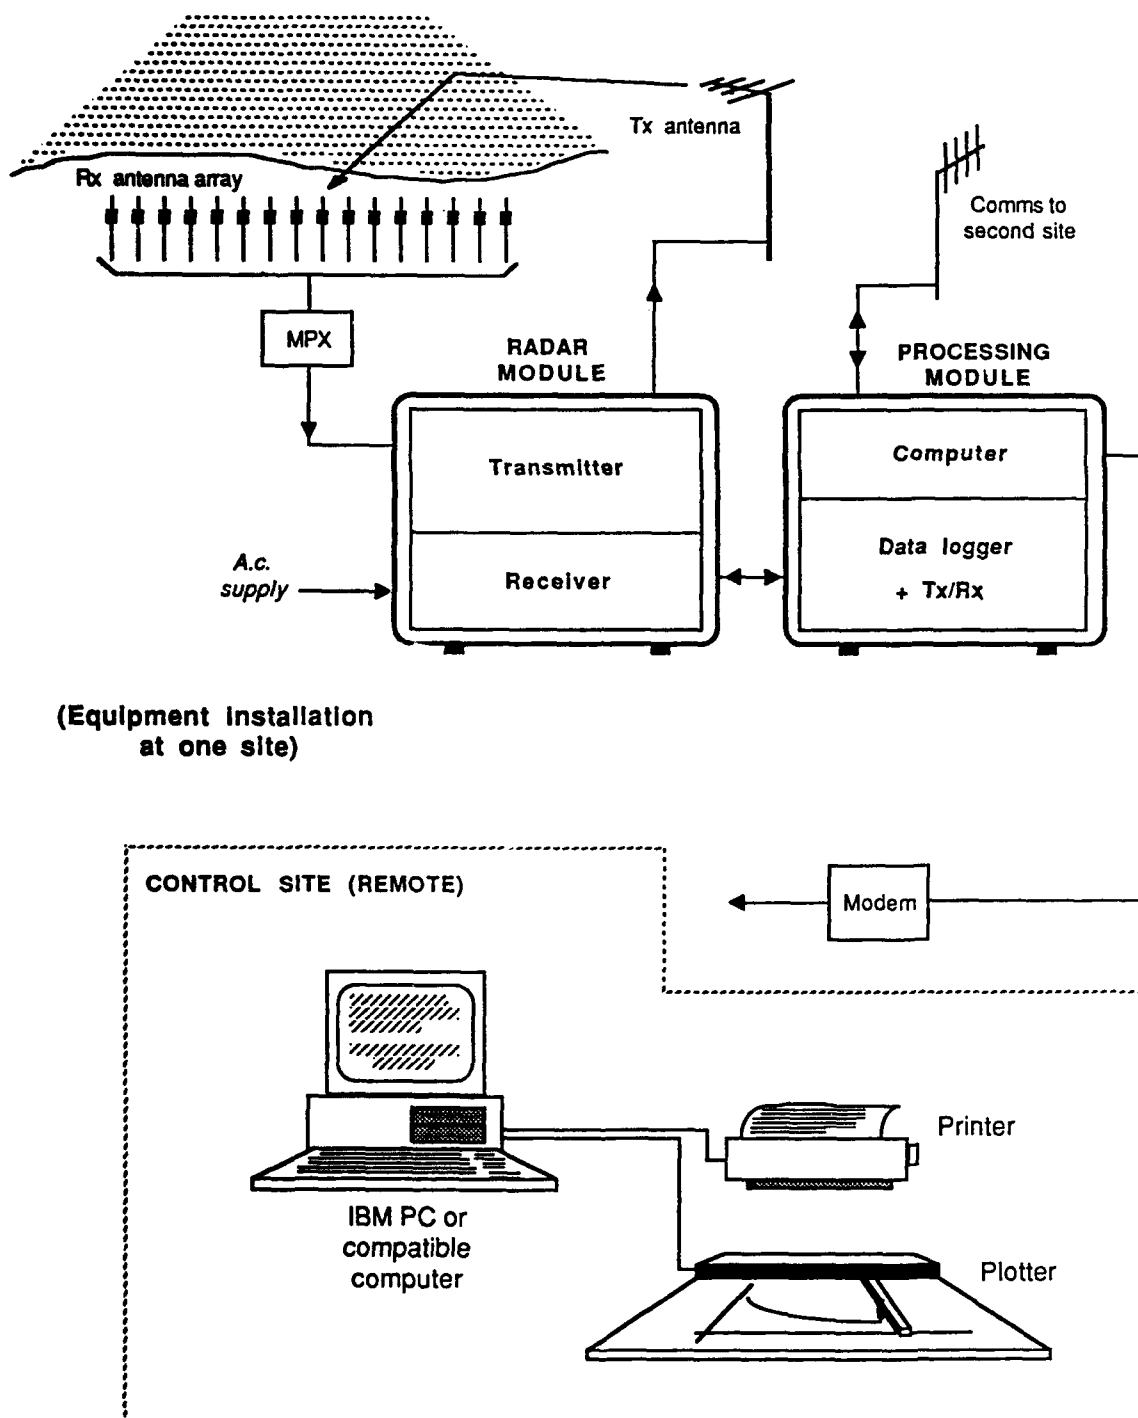 Tx antenna
Rx antenna array
Comms to
second site
MPX
RADAR
MODULE
PROCESSING
MODULE
Transmitter
Computer
Receiver
Data logger
+ Tx/Rx
A.c.
supply
(Equipment installation
at one site)
CONTROL SITE (REMOTE)
Modem
Printer
IBM PC or
compatible
computer
Plotter